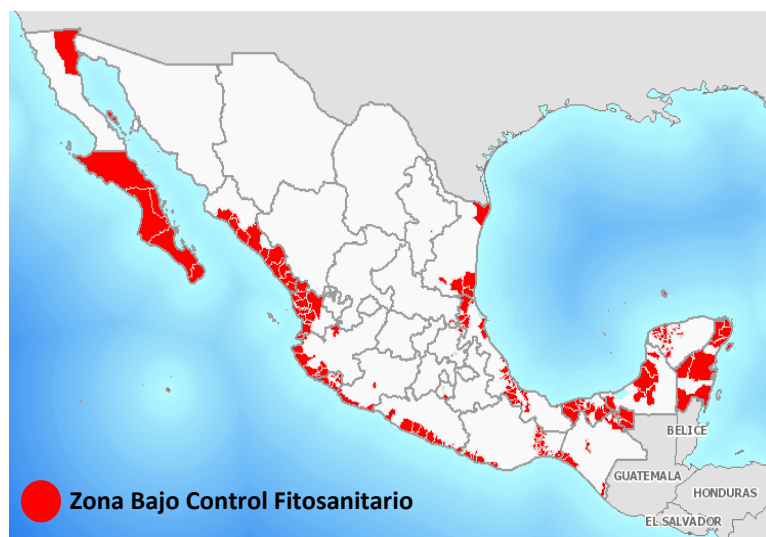 BELICE
GUATEMALA
HONDURAS
EL SALVADOR
Zona Bajo Control Fitosanitario